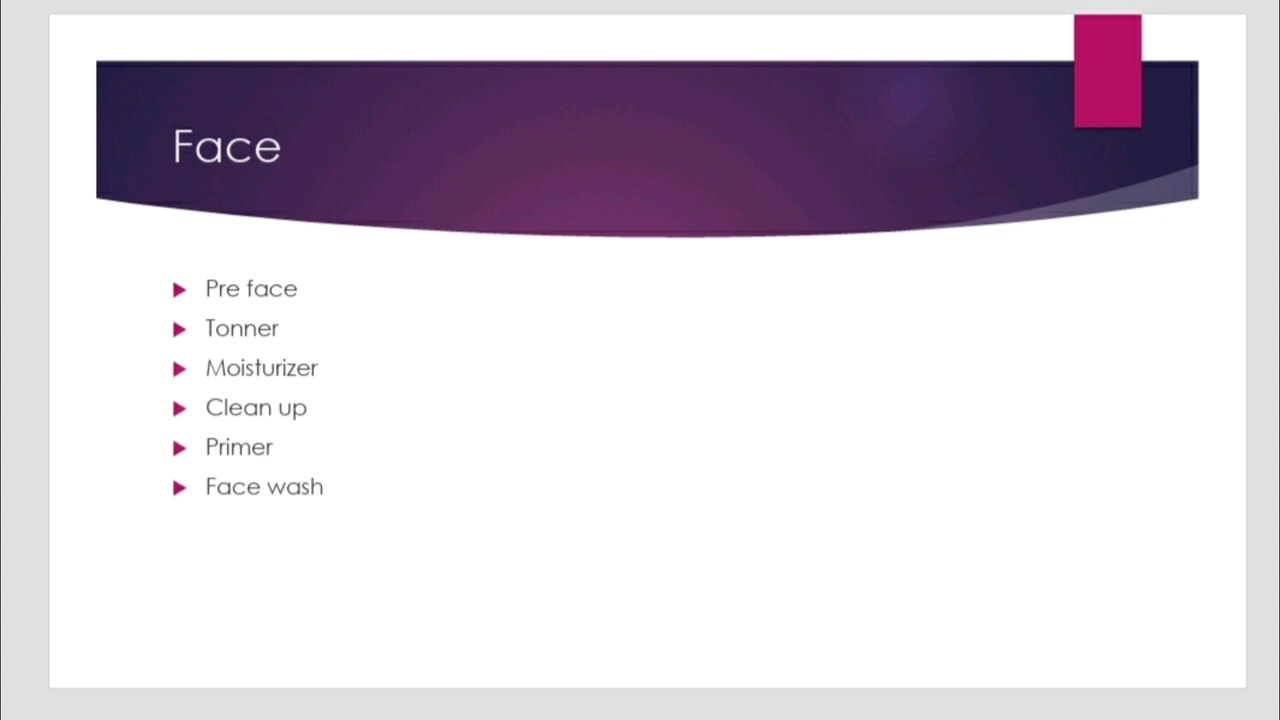 Face
Pre face
Tonner
Moisturizer
Clean up
Primer
Face wash